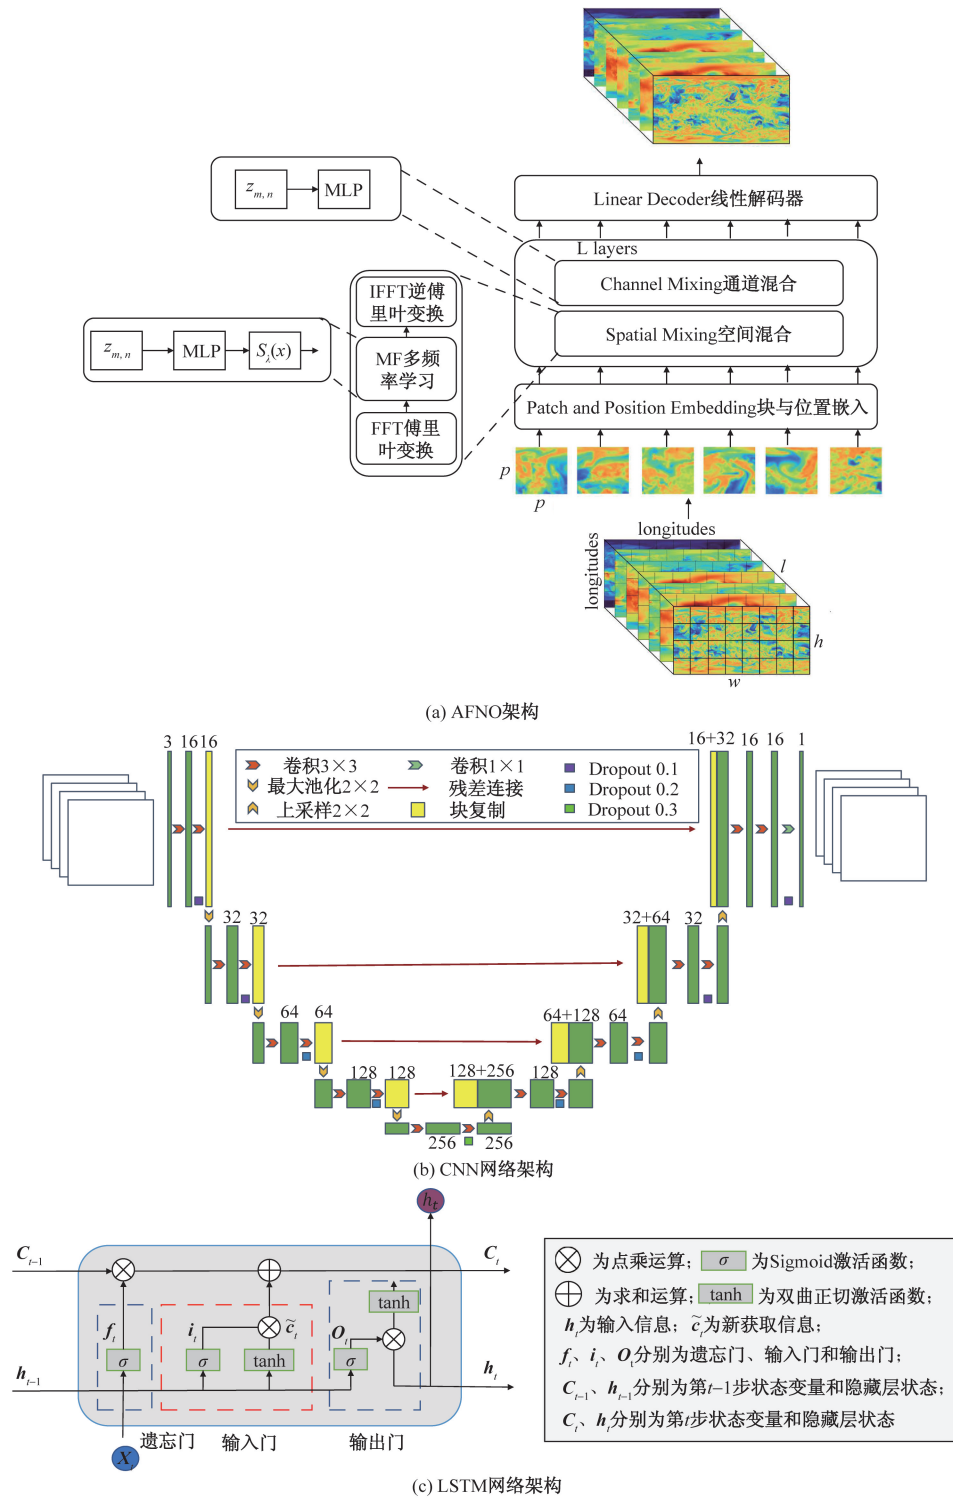 z_{m, n}
MLP
Linear Decoder线性解码器
L layers
Channel Mixing通道混合
Spatial Mixing空间混合
IFFT逆傅
里叶变换
z_{m, n}
MLP
S_λ(x)
MF多频
率学习
FFT傅里
叶变换
Patch and Position Embedding块与位置嵌入
p
p
longitudes
longitudes
l
h
w
(a) AFNO架构
3
16
16
卷积3×3
卷积1×1
Dropout 0.1
最大池化2×2
残差连接
Dropout 0.2
上采样2×2
块复制
Dropout 0.3
16+32
16
16
1
32
32
32+64
32
64
64
64+128
64
128
128
128+256
128
256
256
(b) CNN网络架构
h_t
C_{t-1}
C_t
f_t
i_t
c̃_t
O_t
tanh
σ
σ
tanh
σ
h_{t-1}
h_t
X_t
遗忘门
输入门
输出门
为点乘运算; σ 为Sigmoid激活函数;
为求和运算; tanh 为双曲正切激活函数;
h_t为输入信息; c̃_t为新获取信息;
f_t、i_t、O_t分别为遗忘门、输入门和输出门;
C_{t-1}、h_{t-1}分别为第t-1步状态变量和隐藏层状态;
C_t、h_t分别为第t步状态变量和隐藏层状态
(c) LSTM网络架构